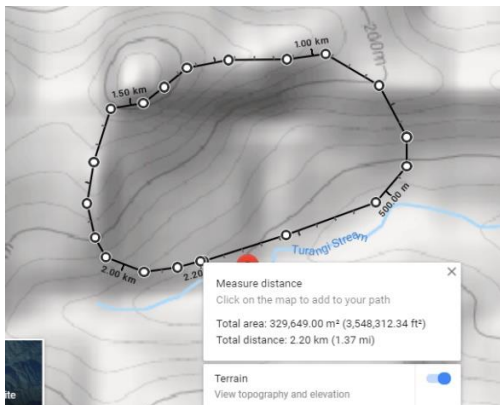 200m
1.00 km
1.50 km
500.00 m
Turangi Stream
2.00 km
2.20
Measure distance
Click on the map to add to your path
Total area: 329,649.00 m² (3,548,312.34 ft²)
Total distance: 2.20 km (1.37 mi)
Terrain
View topography and elevation
ite